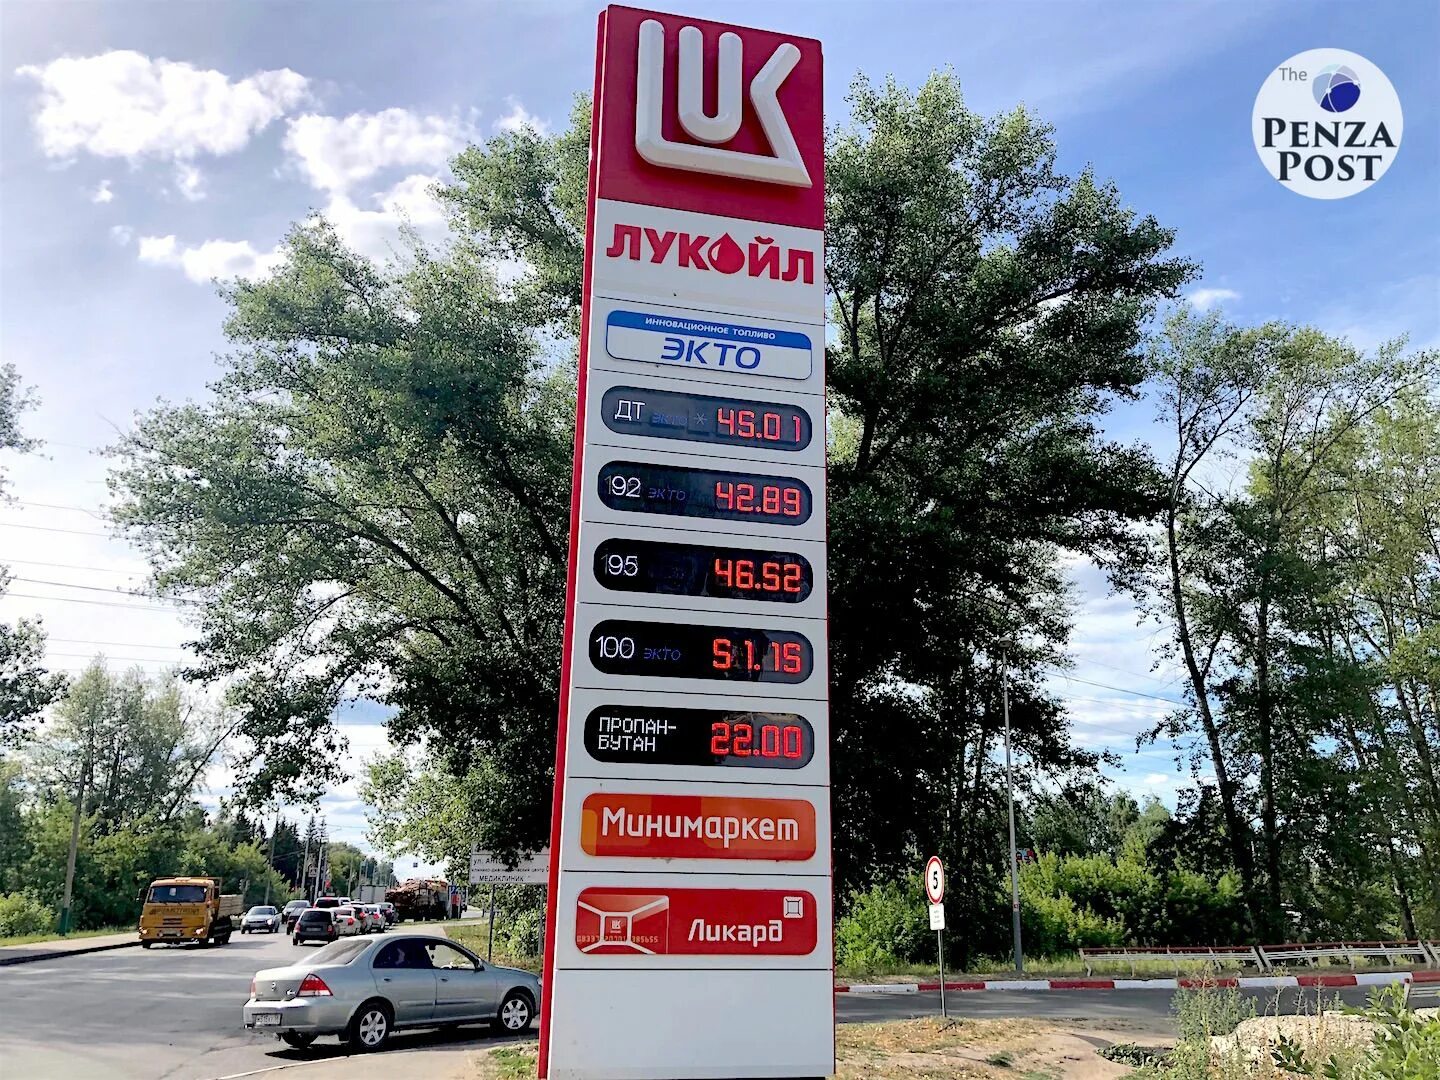 LUK
ЛУКОЙЛ
The
PENZA
POST
ИННОВАЦИОННОЕ ТОПЛИВО
ЭКТО
ДТ ЭКТО * 45.01
92 ЭКТО 42.89
95 46.52
100 ЭКТО 51.15
ПРОПАН-
БУТАН 22.00
Минимаркет
Ликард
МЕДИКЛИНИК
5